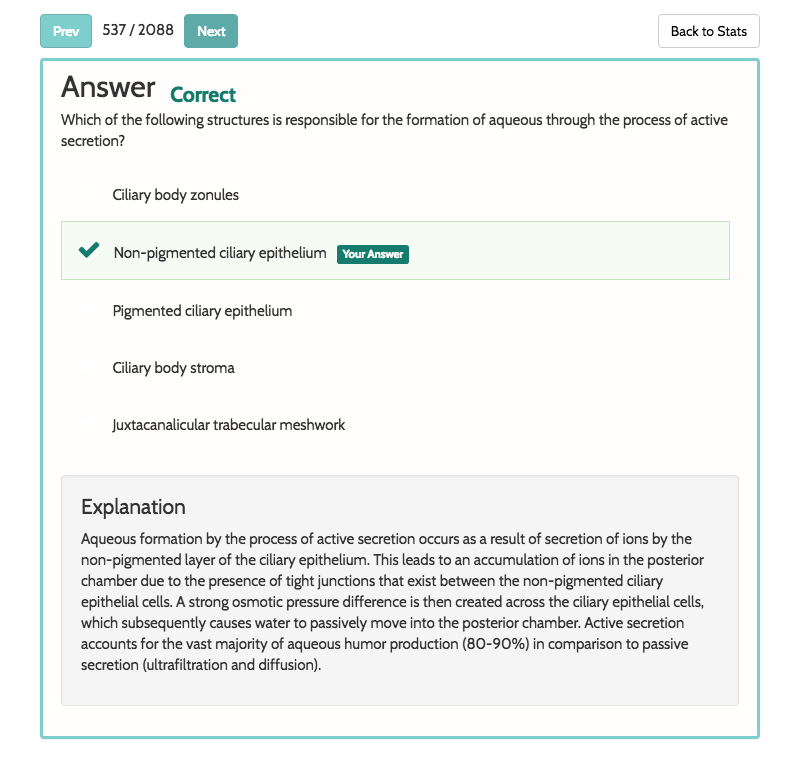 Prev 537 / 2088 Next Back to Stats
Answer Correct
Which of the following structures is responsible for the formation of aqueous through the process of active
secretion?
Ciliary body zonules
Non-pigmented ciliary epithelium Your Answer
Pigmented ciliary epithelium
Ciliary body stroma
Juxtacanalicular trabecular meshwork
Explanation
Aqueous formation by the process of active secretion occurs as a result of secretion of ions by the
non-pigmented layer of the ciliary epithelium. This leads to an accumulation of ions in the posterior
chamber due to the presence of tight junctions that exist between the non-pigmented ciliary
epithelial cells. A strong osmotic pressure difference is then created across the ciliary epithelial cells,
which subsequently causes water to passively move into the posterior chamber. Active secretion
accounts for the vast majority of aqueous humor production (80-90%) in comparison to passive
secretion (ultrafiltration and diffusion).